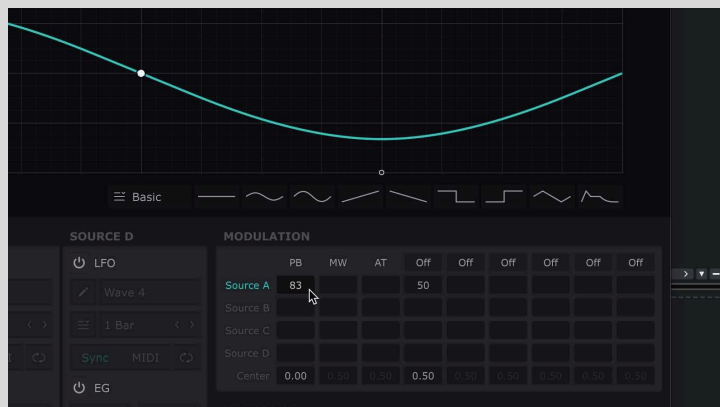 Basic
SOURCE D
MODULATION
LFO
PB MW AT Off Off Off Off Off Off
Wave 4
Source A 83 50
Source B
1 Bar
Source C
Sync MIDI
Source D
EG
Center 0.00 0.50 0.50 0.50 0.50 0.50 0.50 0.50 0.50